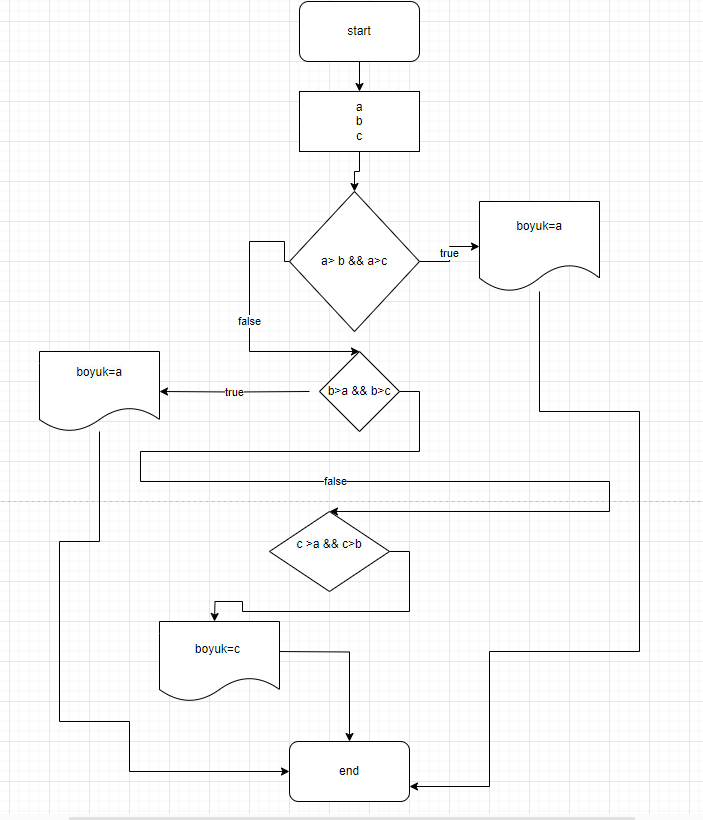 start
a
b
c
a> b && a>c
true
boyuk=a
false
b>a && b>c
true
boyuk=a
false
c >a && c>b
boyuk=c
end